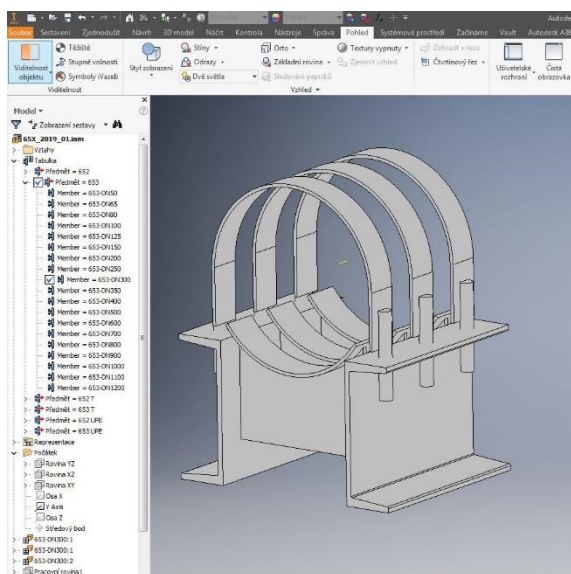 Autode
Soubor Sestavení Zjednodušit Návrh 3D model Náčrt Kontrola Nástroje Správa Pohled Systémové prostředí Začínáme Vault Autodesk A36
Viditelnost objektu
Těžiště
Stupně volnosti
Symboly iVazeb
Styl zobrazení
Stíny
Odrazy
Dvě světla
Orto
Základní rovina
Sledování paprsků
Textury vypnuty
Zjemnit vzhled
Zobrazit v řezu
Čtvrtinový řez
Uživatelské rozhraní
Čistá obrazovka
Viditelnost
Vzhled
Model
Zobrazení sestavy
65X_2019_01.iam
Vztahy
Tabulka
Předmět = 652
Předmět = 653
Member = 653-DN50
Member = 653-DN65
Member = 653-DN80
Member = 653-DN100
Member = 653-DN125
Member = 653-DN150
Member = 653-DN200
Member = 653-DN250
Member = 653-DN300
Member = 653-DN350
Member = 653-DN400
Member = 653-DN500
Member = 653-DN600
Member = 653-DN700
Member = 653-DN800
Member = 653-DN900
Member = 653-DN1000
Member = 653-DN1100
Member = 653-DN1200
Předmět = 652 T
Předmět = 653 T
Předmět = 652 UPE
Předmět = 653 UPE
Reprezentace
Počátek
Rovina YZ
Rovina XZ
Rovina XY
Osa X
Y Axis
Osa Z
Středový bod
653-DN300:1
653-DN300:1
653-DN300:2
Pracovní rovina1